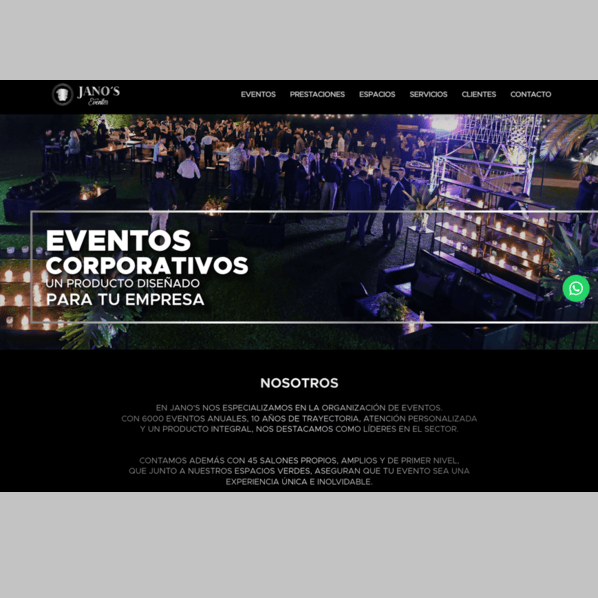 JANO'S
Eventos
EVENTOS PRESTACIONES ESPACIOS SERVICIOS CLIENTES CONTACTO
EVENTOS
CORPORATIVOS
UN PRODUCTO DISEÑADO
PARA TU EMPRESA
NOSOTROS
EN JANO'S NOS ESPECIALIZAMOS EN LA ORGANIZACIÓN DE EVENTOS.
CON 6000 EVENTOS ANUALES, 10 AÑOS DE TRAYECTORIA, ATENCIÓN PERSONALIZADA
Y UN PRODUCTO INTEGRAL, NOS DESTACAMOS COMO LÍDERES EN EL SECTOR.
CONTAMOS ADEMÁS CON 45 SALONES PROPIOS, AMPLIOS Y DE PRIMER NIVEL,
QUE JUNTO A NUESTROS ESPACIOS VERDES, ASEGURAN QUE TU EVENTO SEA UNA
EXPERIENCIA ÚNICA E INOLVIDABLE.